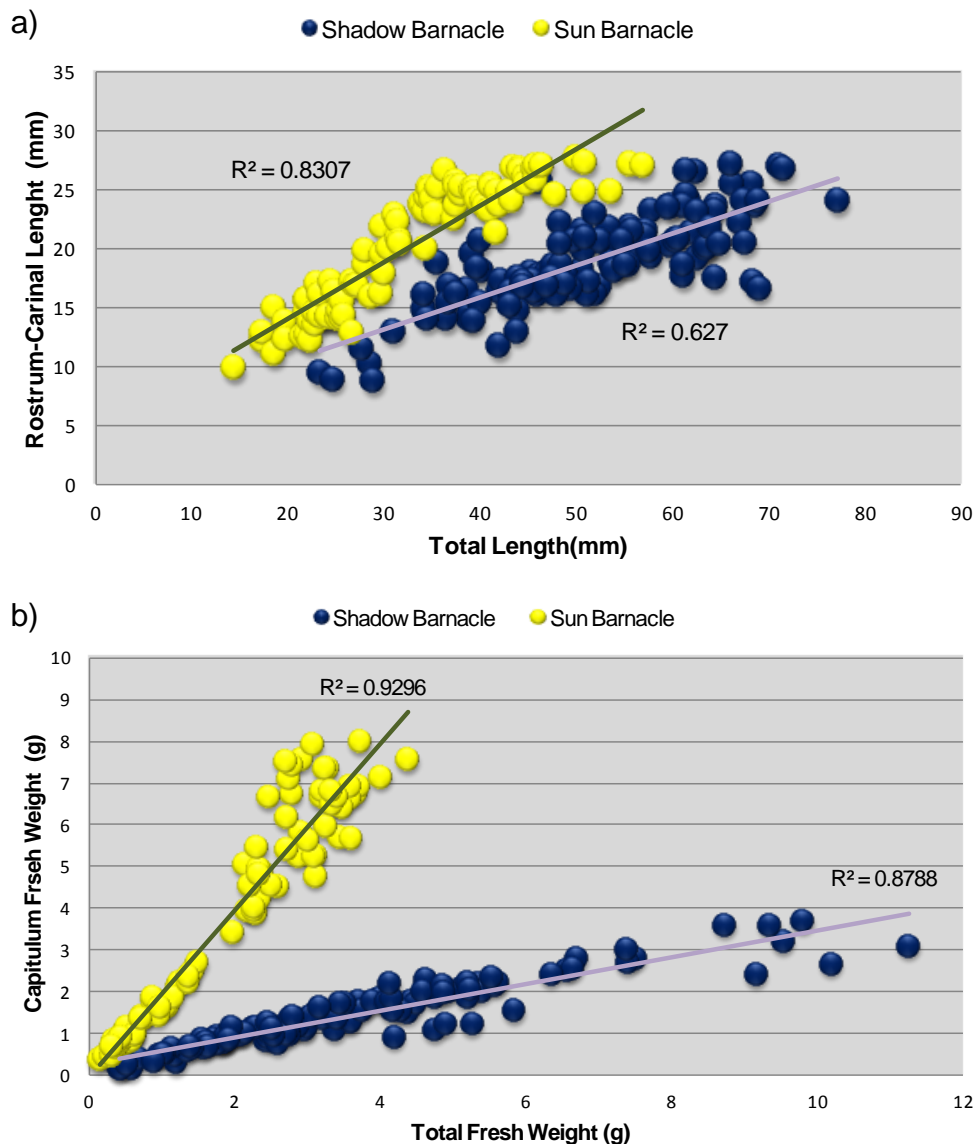 a)
Shadow Barnacle Sun Barnacle
Rostrum-Carinal Lenght (mm)
35
30
25
20
15
10
5
0
R² = 0.8307
R² = 0.627
0 10 20 30 40 50 60 70 80 90
Total Length(mm)
b)
Shadow Barnacle Sun Barnacle
Capitulum Frseh Weight (g)
10
9
8
7
6
5
4
3
2
1
0
R² = 0.9296
R² = 0.8788
0 2 4 6 8 10 12
Total Fresh Weight (g)